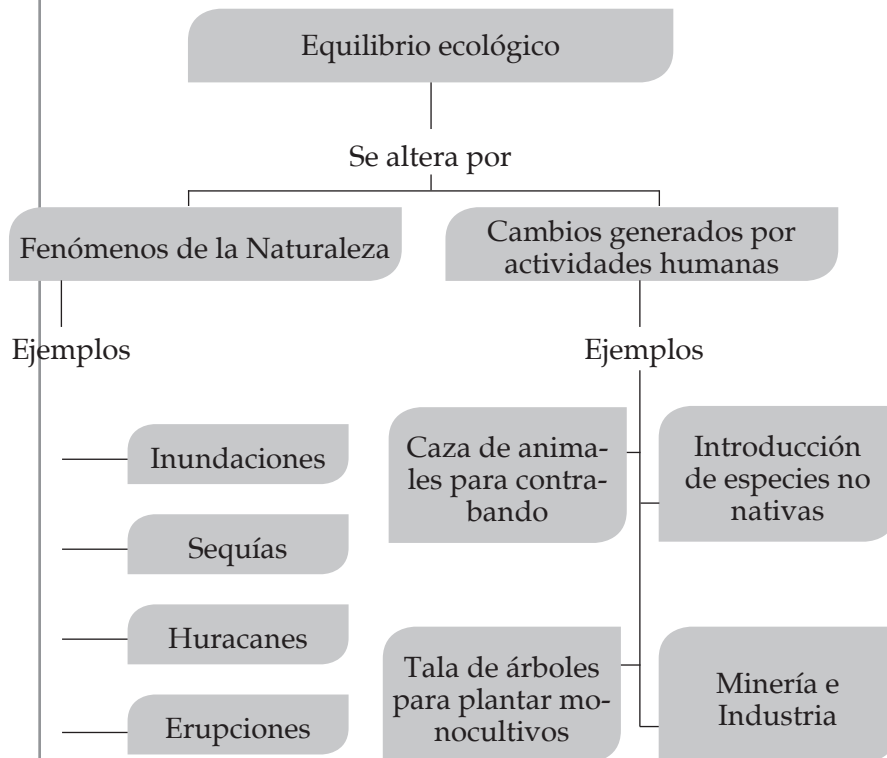 Equilibrio ecológico
Se altera por
Fenómenos de la Naturaleza
Cambios generados por
actividades humanas
Ejemplos
Inundaciones
Sequías
Huracanes
Erupciones
Ejemplos
Caza de anima-
les para contra-
bando
Introducción
de especies no
nativas
Tala de árboles
para plantar mo-
nocultivos
Minería e
Industria